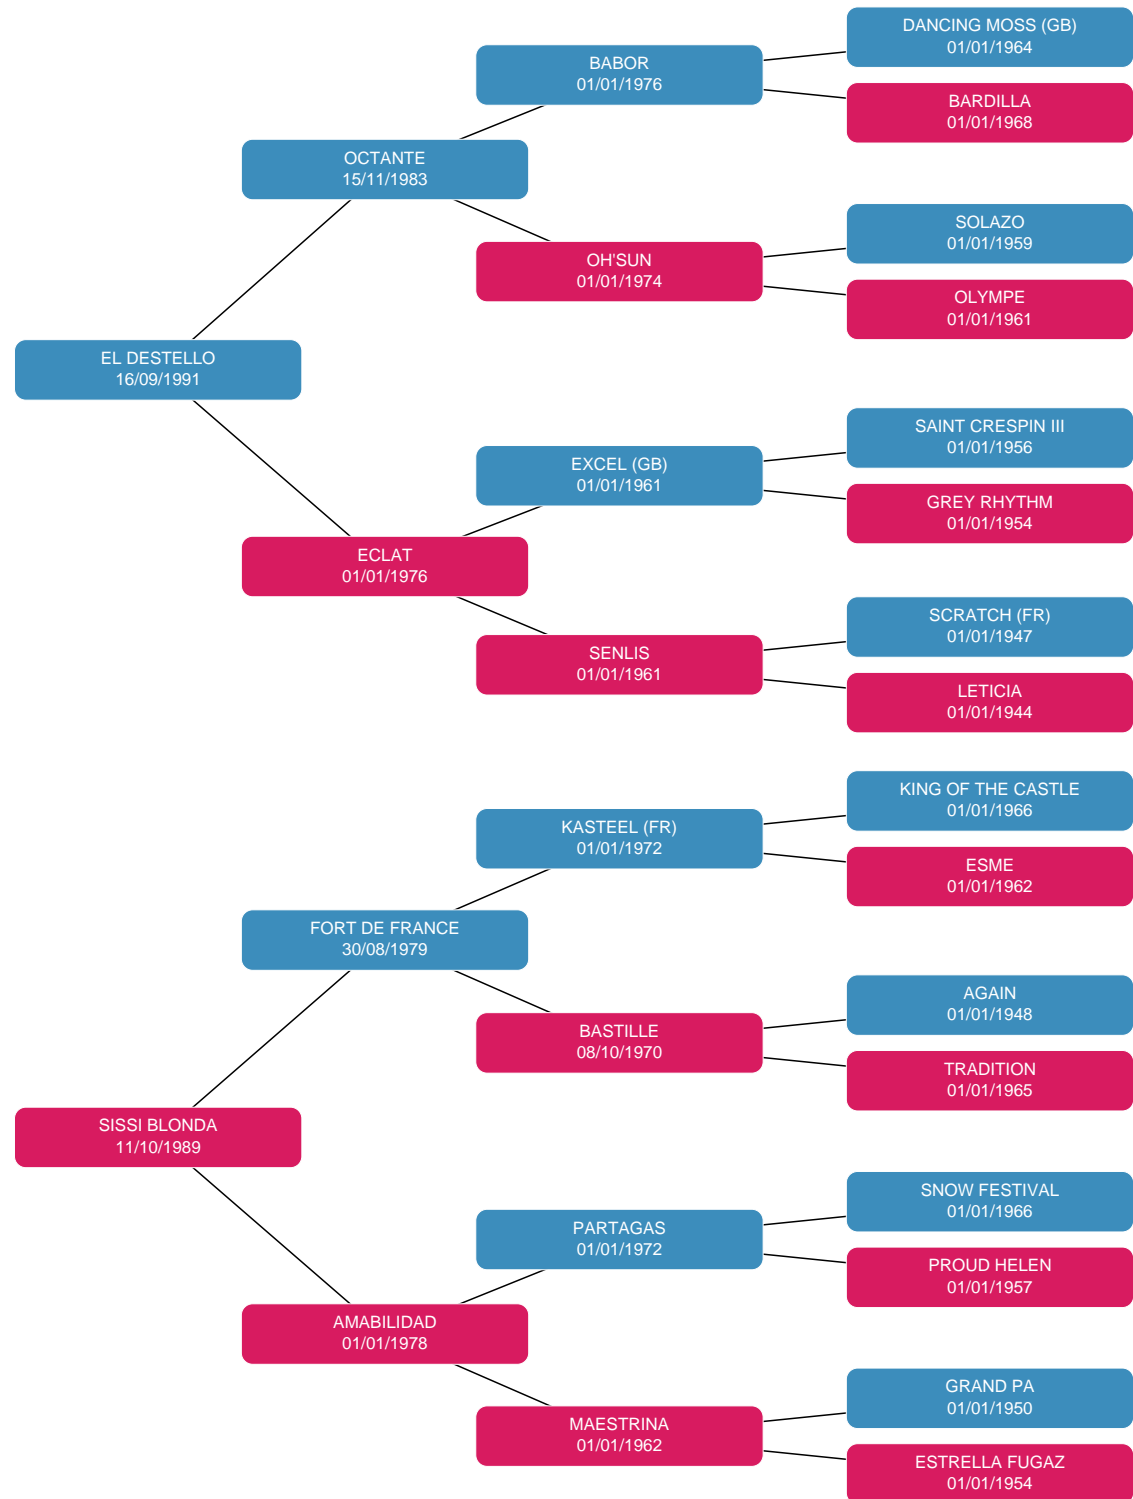 DANCING MOSS (GB)
01/01/1964
BABOR
01/01/1976
BARDILLA
01/01/1968
OCTANTE
15/11/1983
SOLAZO
01/01/1959
OH'SUN
01/01/1974
OLYMPE
01/01/1961
EL DESTELLO
16/09/1991
SAINT CRESPIN III
01/01/1956
EXCEL (GB)
01/01/1961
GREY RHYTHM
01/01/1954
ECLAT
01/01/1976
SCRATCH (FR)
01/01/1947
SENLIS
01/01/1961
LETICIA
01/01/1944
KING OF THE CASTLE
01/01/1966
KASTEEL (FR)
01/01/1972
ESME
01/01/1962
FORT DE FRANCE
30/08/1979
AGAIN
01/01/1948
BASTILLE
08/10/1970
TRADITION
01/01/1965
SISSI BLONDA
11/10/1989
SNOW FESTIVAL
01/01/1966
PARTAGAS
01/01/1972
PROUD HELEN
01/01/1957
AMABILIDAD
01/01/1978
GRAND PA
01/01/1950
MAESTRINA
01/01/1962
ESTRELLA FUGAZ
01/01/1954